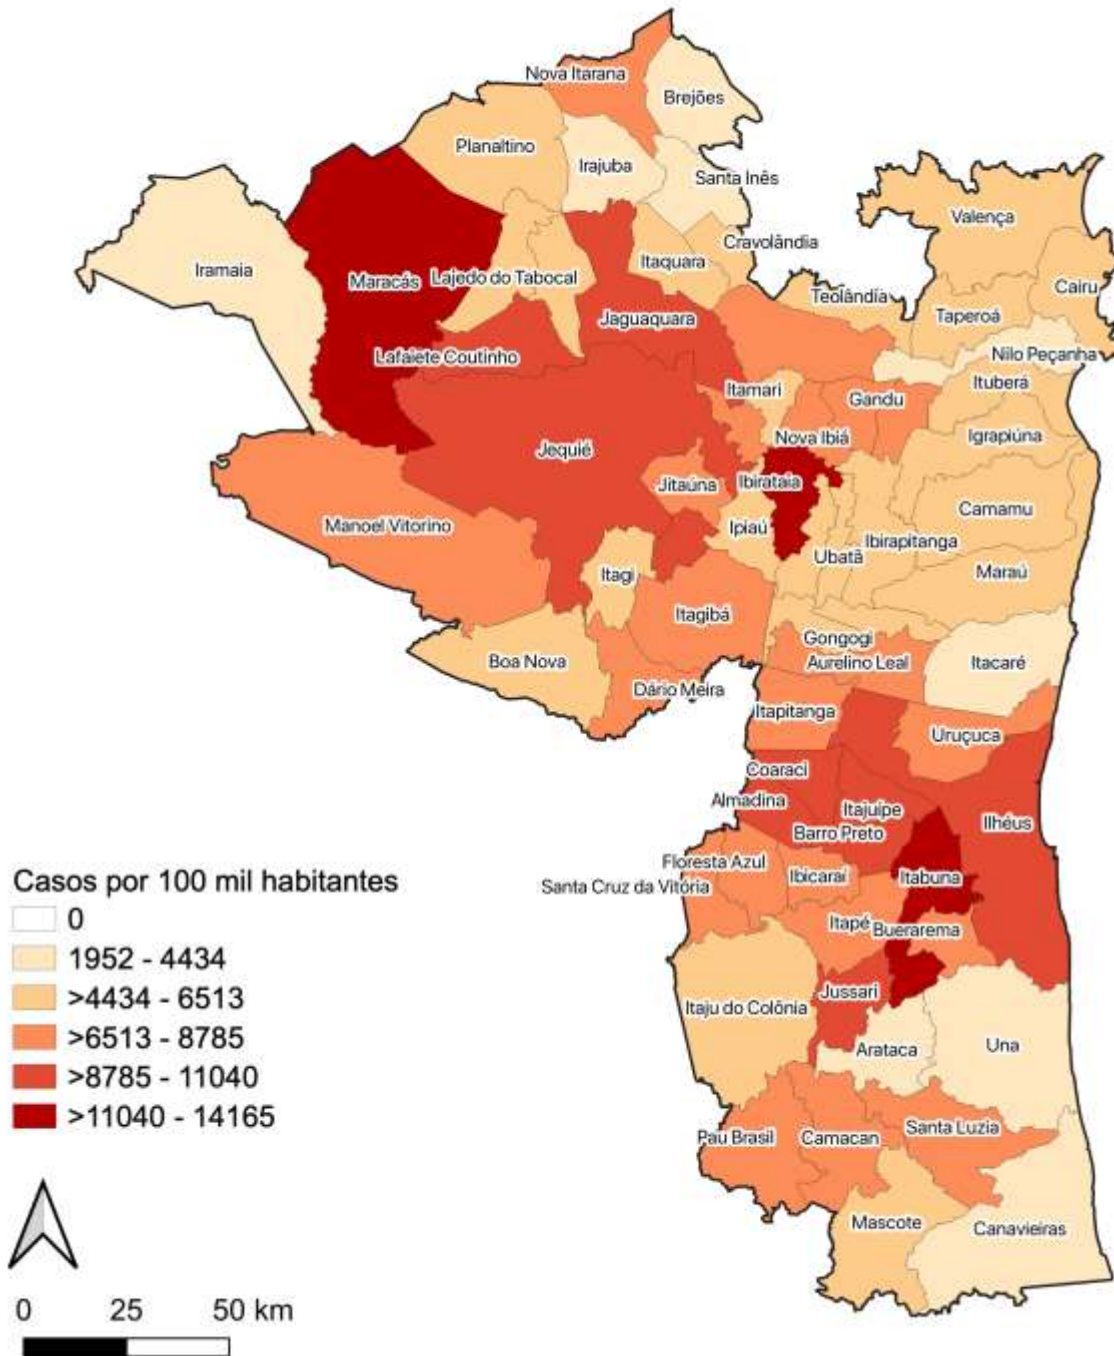 Nova Itarana
Brejões
Planaltino
Irajuba
Santa Inês
Valença
Cravolândia
Iramaia
Maracás
Lajedo do Tabocal
Itaquara
Teolândia
Cairu
Taperoá
Jaguaquara
Lafaiete Coutinho
Nilo Peçanha
Itamari
Gandu
Ituberá
Nova Ibiá
Igrapiúna
Jequié
Jitaúna
Ibirataia
Camamu
Manoel Vitorino
Ipiaú
Ubatã
Ibirapitanga
Itagi
Maraú
Itagibá
Gongogi
Boa Nova
Aurelino Leal
Itacaré
Dário Meira
Itapitanga
Uruçuca
Coaraci
Almadina
Itajuípe
Ilhéus
Barro Preto
Floresta Azul
Ibicaraí
Itabuna
Santa Cruz da Vitória
Itapé
Buerarema
Jussari
Itaju do Colônia
Arataca
Una
Pau Brasil
Camacan
Santa Luzia
Mascote
Canavieiras
Casos por 100 mil habitantes
0
1952 - 4434
>4434 - 6513
>6513 - 8785
>8785 - 11040
>11040 - 14165
0 25 50 km